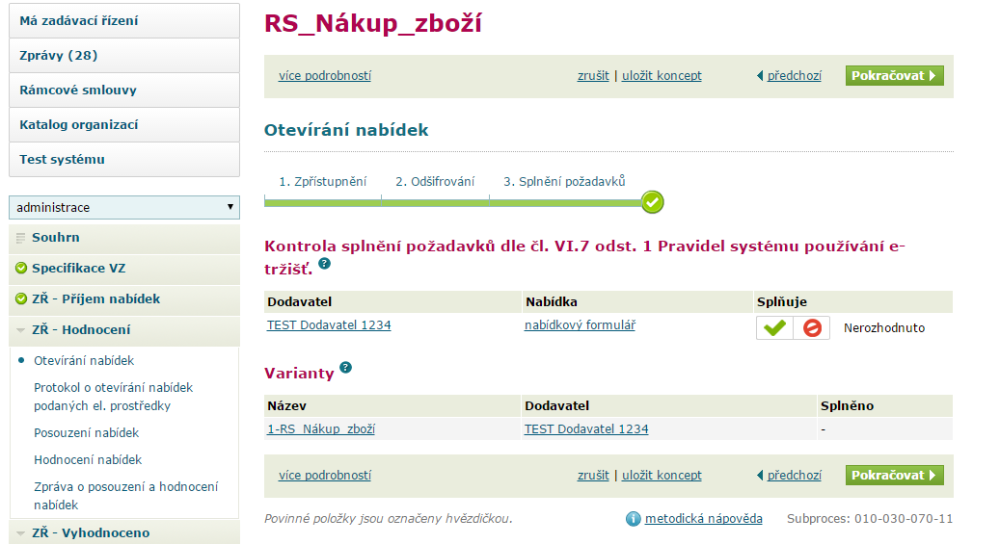 Má zadávací řízení
Zprávy (28)
Rámcové smlouvy
Katalog organizací
Test systému
administrace
Souhrn
Specifikace VZ
ZŘ - Příjem nabídek
ZŘ - Hodnocení
Otevírání nabídek
Protokol o otevírání nabídek
podaných el. prostředky
Posouzení nabídek
Hodnocení nabídek
Zpráva o posouzení a hodnocení
nabídek
ZŘ - Vyhodnoceno
RS_Nákup_zboží
více podrobností zrušit | uložit koncept předchozí Pokračovat
Otevírání nabídek
1. Zpřístupnění 2. Odšifrování 3. Splnění požadavků
Kontrola splnění požadavků dle čl. VI.7 odst. 1 Pravidel systému používání e-
tržišť. ?
Dodavatel Nabídka Splňuje
TEST Dodavatel 1234 nabídkový formulář Nerozhodnuto
Varianty ?
Název Dodavatel Splněno
1-RS_Nákup_zboží TEST Dodavatel 1234 -
více podrobností zrušit | uložit koncept předchozí Pokračovat
Povinné položky jsou označeny hvězdičkou. i metodická nápověda Subproces: 010-030-070-11